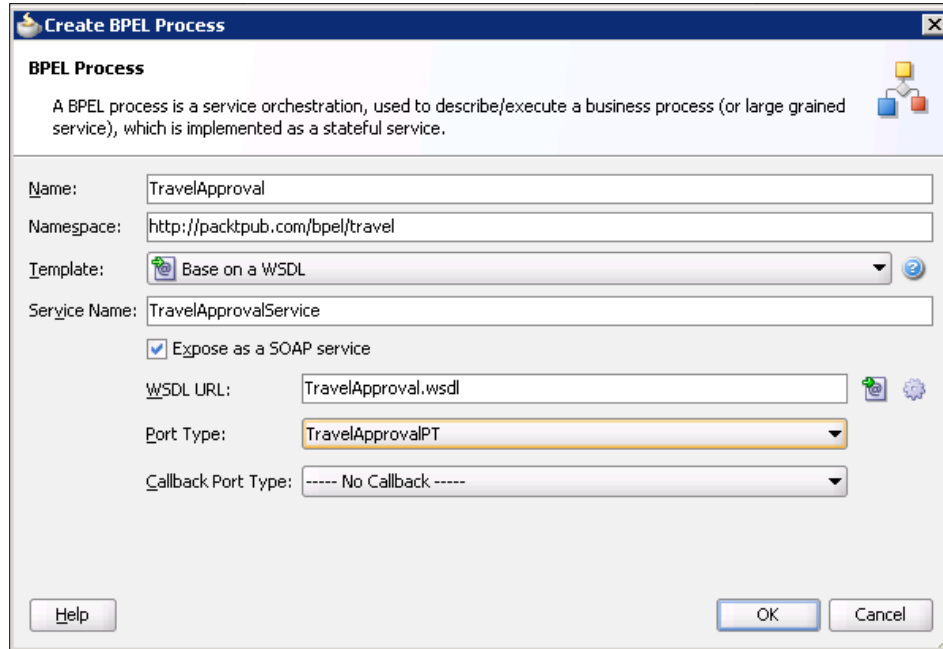 Create BPEL Process
BPEL Process
A BPEL process is a service orchestration, used to describe/execute a business process (or large grained
service), which is implemented as a stateful service.
Name: TravelApproval
Namespace: http://packtpub.com/bpel/travel
Template: Base on a WSDL
Service Name: TravelApprovalService
Expose as a SOAP service
WSDL URL: TravelApproval.wsdl
Port Type: TravelApprovalPT
Callback Port Type: ----- No Callback -----
Help OK Cancel